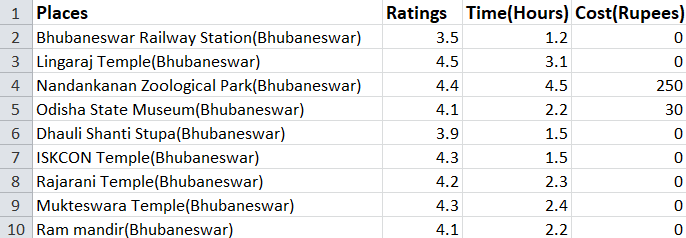 1 Places Ratings Time(Hours) Cost(Rupees)
2 Bhubaneswar Railway Station(Bhubaneswar) 3.5 1.2 0
3 Lingaraj Temple(Bhubaneswar) 4.5 3.1 0
4 Nandankanan Zoological Park(Bhubaneswar) 4.4 4.5 250
5 Odisha State Museum(Bhubaneswar) 4.1 2.2 30
6 Dhauli Shanti Stupa(Bhubaneswar) 3.9 1.5 0
7 ISKCON Temple(Bhubaneswar) 4.3 1.5 0
8 Rajarani Temple(Bhubaneswar) 4.2 2.3 0
9 Mukteswara Temple(Bhubaneswar) 4.3 2.4 0
10 Ram mandir(Bhubaneswar) 4.1 2.2 0